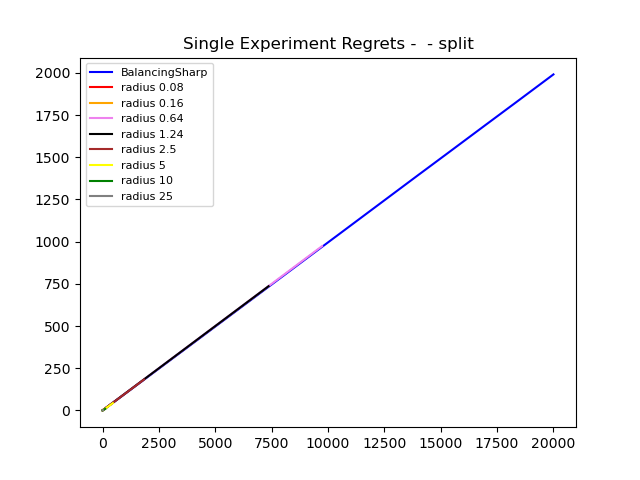 Single Experiment Regrets -  - split
BalancingSharp
radius 0.08
radius 0.16
radius 0.64
radius 1.24
radius 2.5
radius 5
radius 10
radius 25
2000
1750
1500
1250
1000
750
500
250
0
0 2500 5000 7500 10000 12500 15000 17500 20000